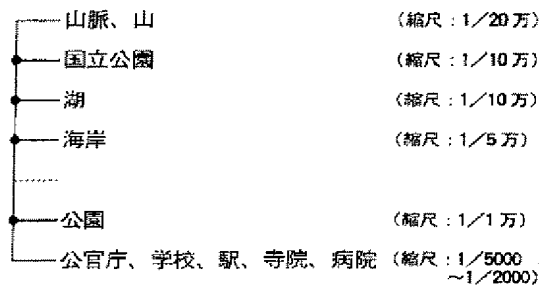 山脈、山 (縮尺：1／20万)
国立公園 (縮尺：1／10万)
湖 (縮尺：1／10万)
海岸 (縮尺：1／5万)
公園 (縮尺：1／1万)
公官庁、学校、駅、寺院、病院 (縮尺：1／5000
～1／2000)